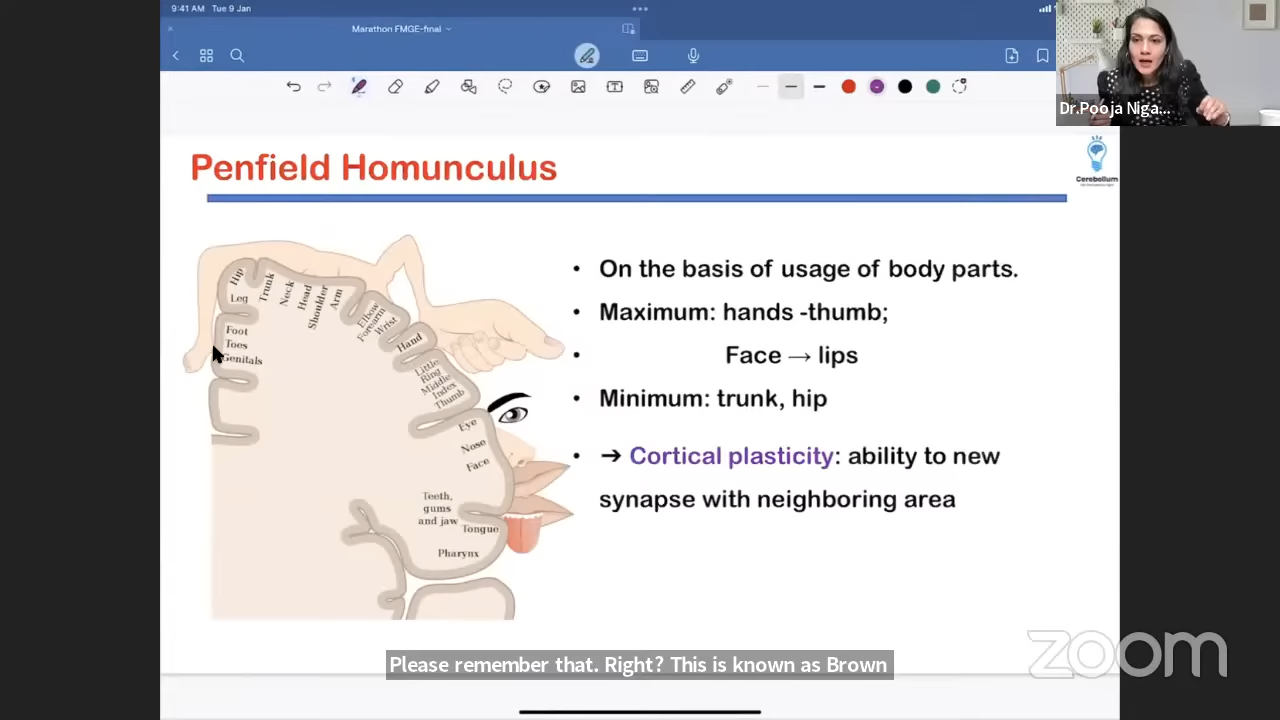 9:41 AM Tue 9 Jan
Marathon FMGE-final
Dr.Pooja Niga...
Penfield Homunculus
Cerebellum
Hip
Leg
Trunk
Neck
Head
Shoulder
Arm
Elbow
Forearm
Wrist
Hand
Little
Ring
Middle
Index
Thumb
Foot
Toes
Genitals
Eye
Nose
Face
Teeth,
gums
and jaw
Tongue
Pharynx
• On the basis of usage of body parts.
• Maximum: hands -thumb;
• Face → lips
• Minimum: trunk, hip
• ➔ Cortical plasticity: ability to new
synapse with neighboring area
Please remember that. Right? This is known as Brown
zoom